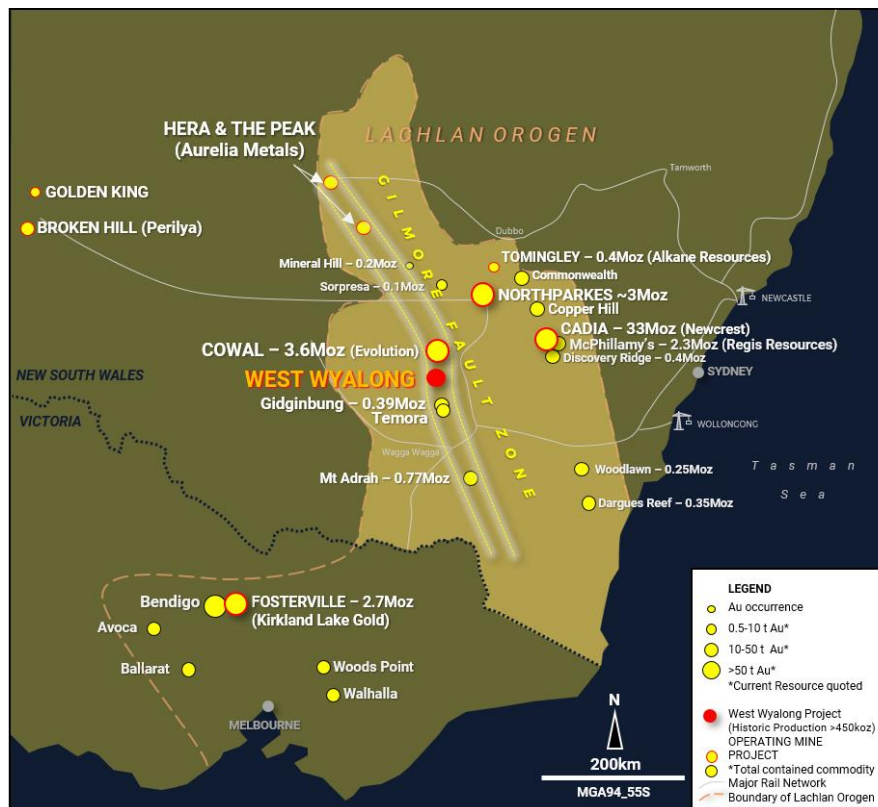 LACHLAN OROGEN
HERA & THE PEAK
(Aurelia Metals)
GILMORE FAULT ZONE
Tamworth
GOLDEN KING
BROKEN HILL (Perilya)
Dubbo
Mineral Hill – 0.2Moz
TOMINGLEY – 0.4Moz (Alkane Resources)
Commonwealth
Sorpresa – 0.1Moz
NORTHPARKES ~3Moz
NEWCASTLE
Copper Hill
CADIA – 33Moz (Newcrest)
McPhillamy's – 2.3Moz (Regis Resources)
COWAL – 3.6Moz (Evolution)
Discovery Ridge – 0.4Moz
NEW SOUTH WALES
WEST WYALONG
SYDNEY
VICTORIA
Gidginbung – 0.39Moz
Temora
WOLLONGONG
Wagga Wagga
Mt Adrah – 0.77Moz
Woodlawn – 0.25Moz
Tasman
Sea
Dargues Reef – 0.35Moz
Bendigo
FOSTERVILLE – 2.7Moz
(Kirkland Lake Gold)
Avoca
Ballarat
Woods Point
Walhalla
MELBOURNE
N
200km
MGA94_55S
LEGEND
Au occurrence
0.5-10 t Au*
10-50 t Au*
>50 t Au*
*Current Resource quoted
West Wyalong Project
(Historic Production >450koz)
OPERATING MINE
PROJECT
*Total contained commodity
Major Rail Network
Boundary of Lachlan Orogen